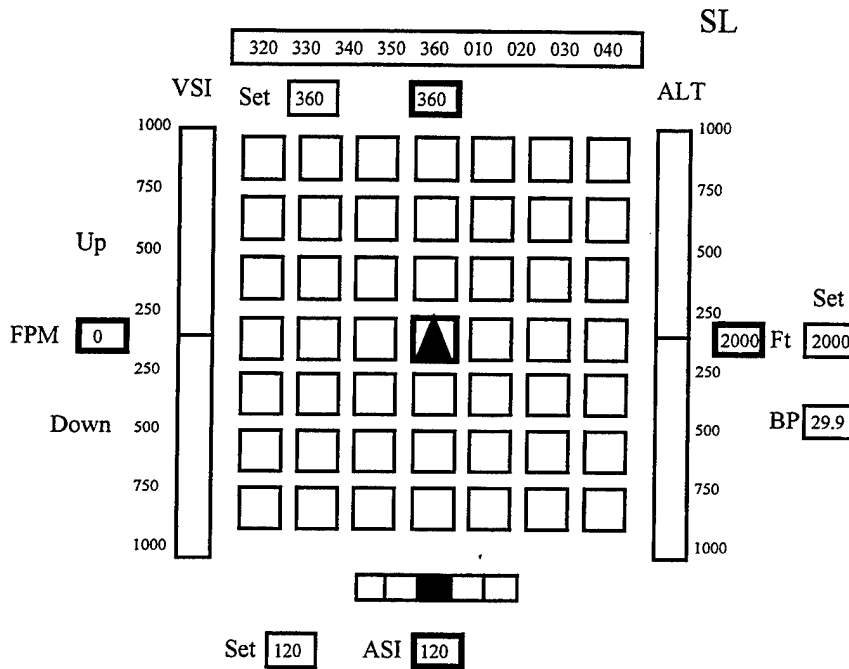 SL
320 330 340 350 360 010 020 030 040
VSI Set 360 360 ALT
1000 1000
750 750
Up 500 500
250 250 Set
FPM 0 2000 Ft 2000
250 250
Down 500 500 BP 29.9
750 750
1000 1000
Set 120 ASI 120